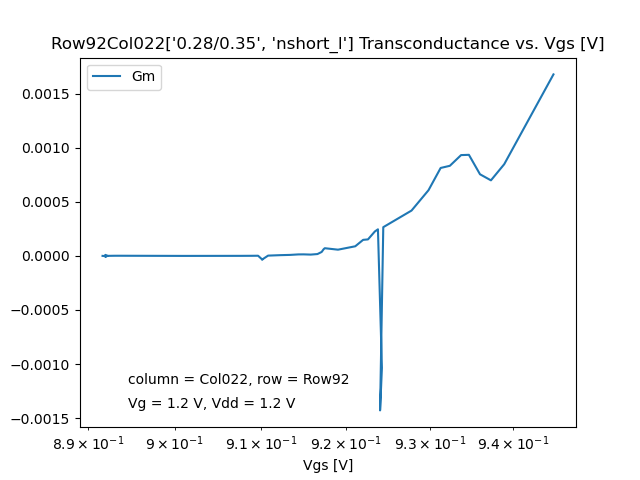 Row92Col022['0.28/0.35', 'nshort_l'] Transconductance vs. Vgs [V]
Gm
0.0015
0.0010
0.0005
0.0000
−0.0005
−0.0010
−0.0015
column = Col022, row = Row92
Vg = 1.2 V, Vdd = 1.2 V
8.9 × 10⁻¹ 9 × 10⁻¹ 9.1 × 10⁻¹ 9.2 × 10⁻¹ 9.3 × 10⁻¹ 9.4 × 10⁻¹
Vgs [V]